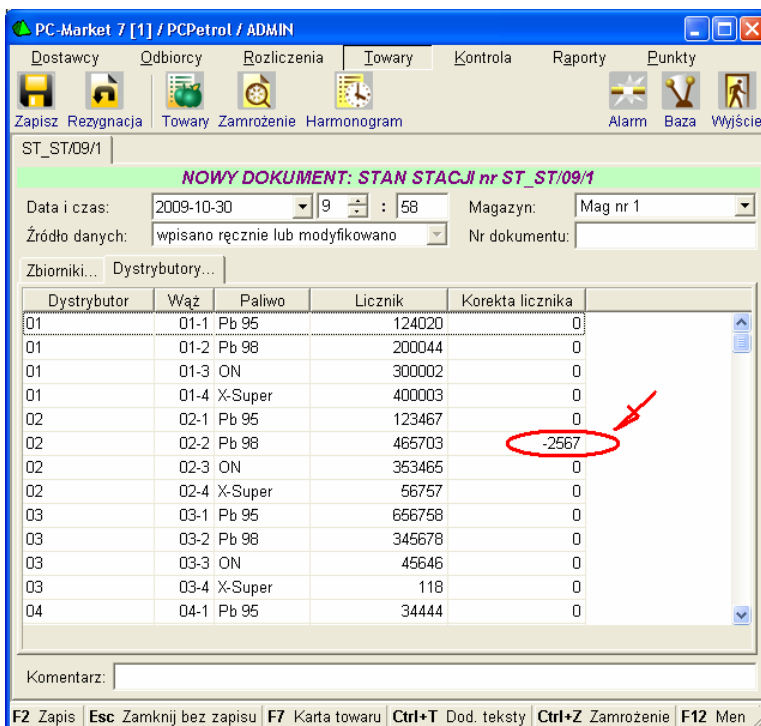 PC-Market 7 [1] / PCPetrol / ADMIN
Dostawcy Odbiorcy Rozliczenia Towary Kontrola Raporty Punkty
Zapisz Rezygnacja Towary Zamrożenie Harmonogram Alarm Baza Wyjście
ST_ST/09/1
NOWY DOKUMENT: STAN STACJI nr ST_ST/09/1
Data i czas: 2009-10-30 9 : 58 Magazyn: Mag nr 1
Źródło danych: wpisano ręcznie lub modyfikowano Nr dokumentu:
Zbiorniki... Dystrybutory...
Dystrybutor Wąż Paliwo Licznik Korekta licznika
01 01-1 Pb 95 124020 0
01 01-2 Pb 98 200044 0
01 01-3 ON 300002 0
01 01-4 X-Super 400003 0
02 02-1 Pb 95 123467 0
02 02-2 Pb 98 465703 -2567
02 02-3 ON 353465 0
02 02-4 X-Super 56757 0
03 03-1 Pb 95 656758 0
03 03-2 Pb 98 345678 0
03 03-3 ON 45646 0
03 03-4 X-Super 118 0
04 04-1 Pb 95 34444 0
Komentarz:
F2 Zapis Esc Zamknij bez zapisu F7 Karta towaru Ctrl+T Dod. teksty Ctrl+Z Zamrożenie F12 Men